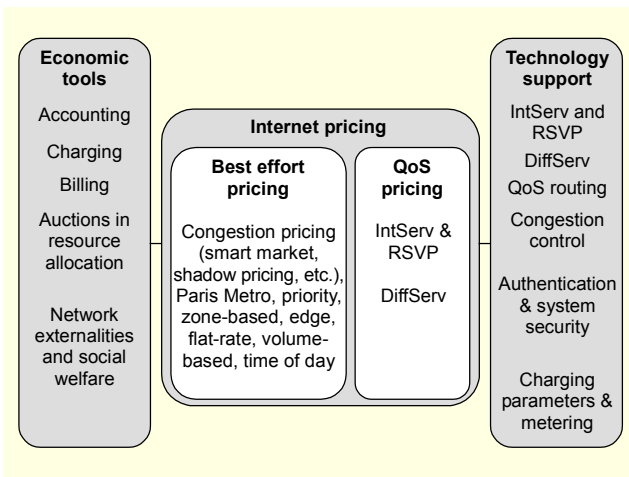 Economic
tools
Accounting
Charging
Billing
Auctions in
resource
allocation
Network
externalities
and social
welfare
Internet pricing
Best effort
pricing
Congestion pricing
(smart market,
shadow pricing, etc.),
Paris Metro, priority,
zone-based, edge,
flat-rate, volume-
based, time of day
QoS
pricing
IntServ &
RSVP
DiffServ
Technology
support
IntServ and
RSVP
DiffServ
QoS routing
Congestion
control
Authentication
& system
security
Charging
parameters &
metering